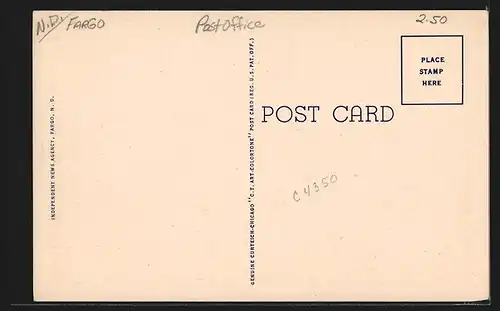 N.D. FARGO
Post Office
2.50
PLACE
STAMP
HERE
POST CARD
C4350
INDEPENDENT NEWS AGENCY, FARGO, N. D.
GENUINE CURTEICH-CHICAGO "C.T. ART-COLORTONE" POST CARD (REG. U.S. PAT. OFF.)